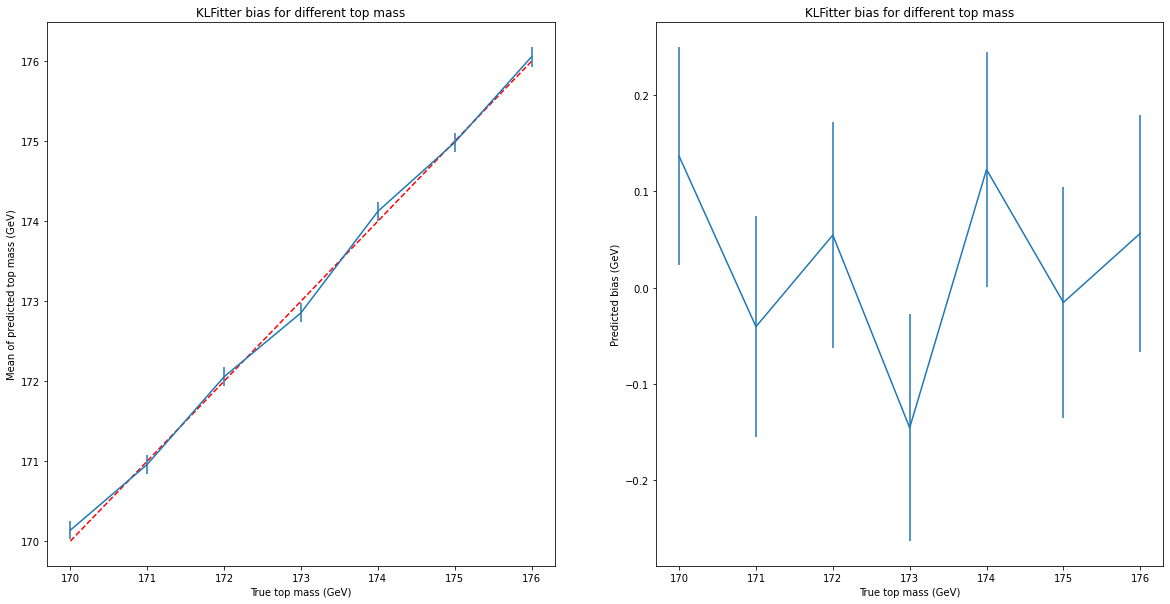 KLFitter bias for different top mass
Mean of predicted top mass (GeV)
176
175
174
173
172
171
170
170 171 172 173 174 175 176
True top mass (GeV)
KLFitter bias for different top mass
Predicted bias (GeV)
0.2
0.1
0.0
−0.1
−0.2
170 171 172 173 174 175 176
True top mass (GeV)